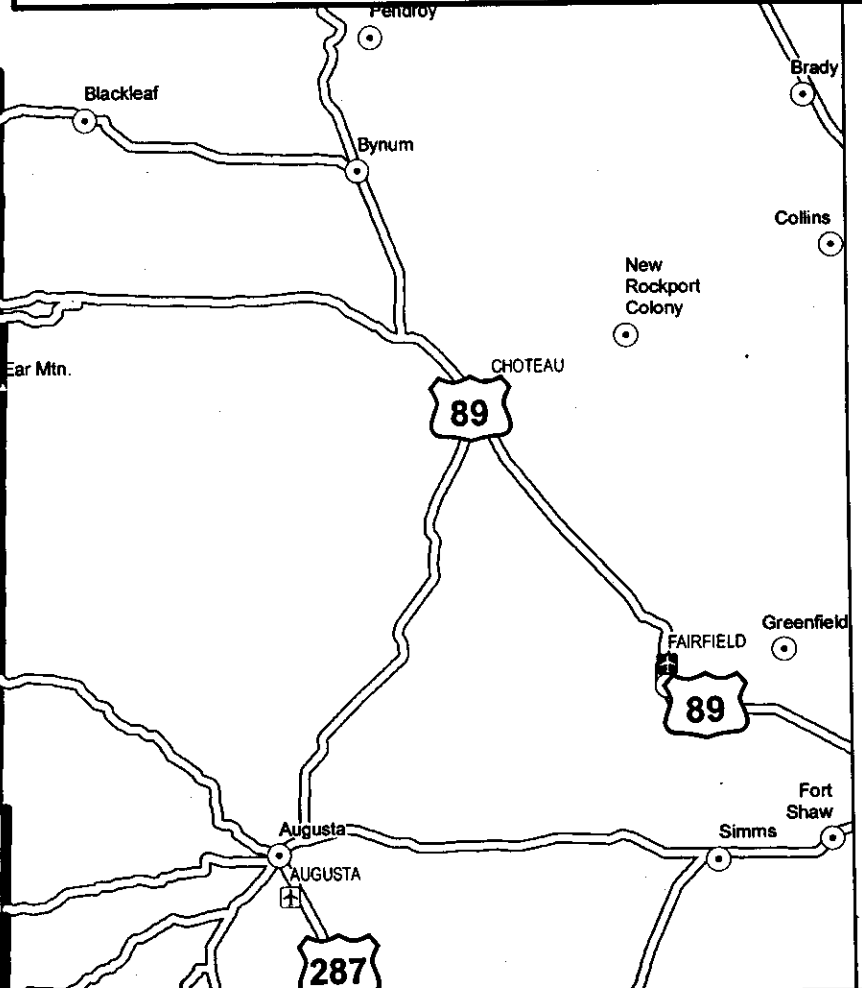 Pendroy
Brady
Blackleaf
Bynum
Collins
New
Rockport
Colony
Ear Mtn.
CHOTEAU
89
Greenfield
FAIRFIELD
89
Fort
Shaw
Simms
Augusta
AUGUSTA
287